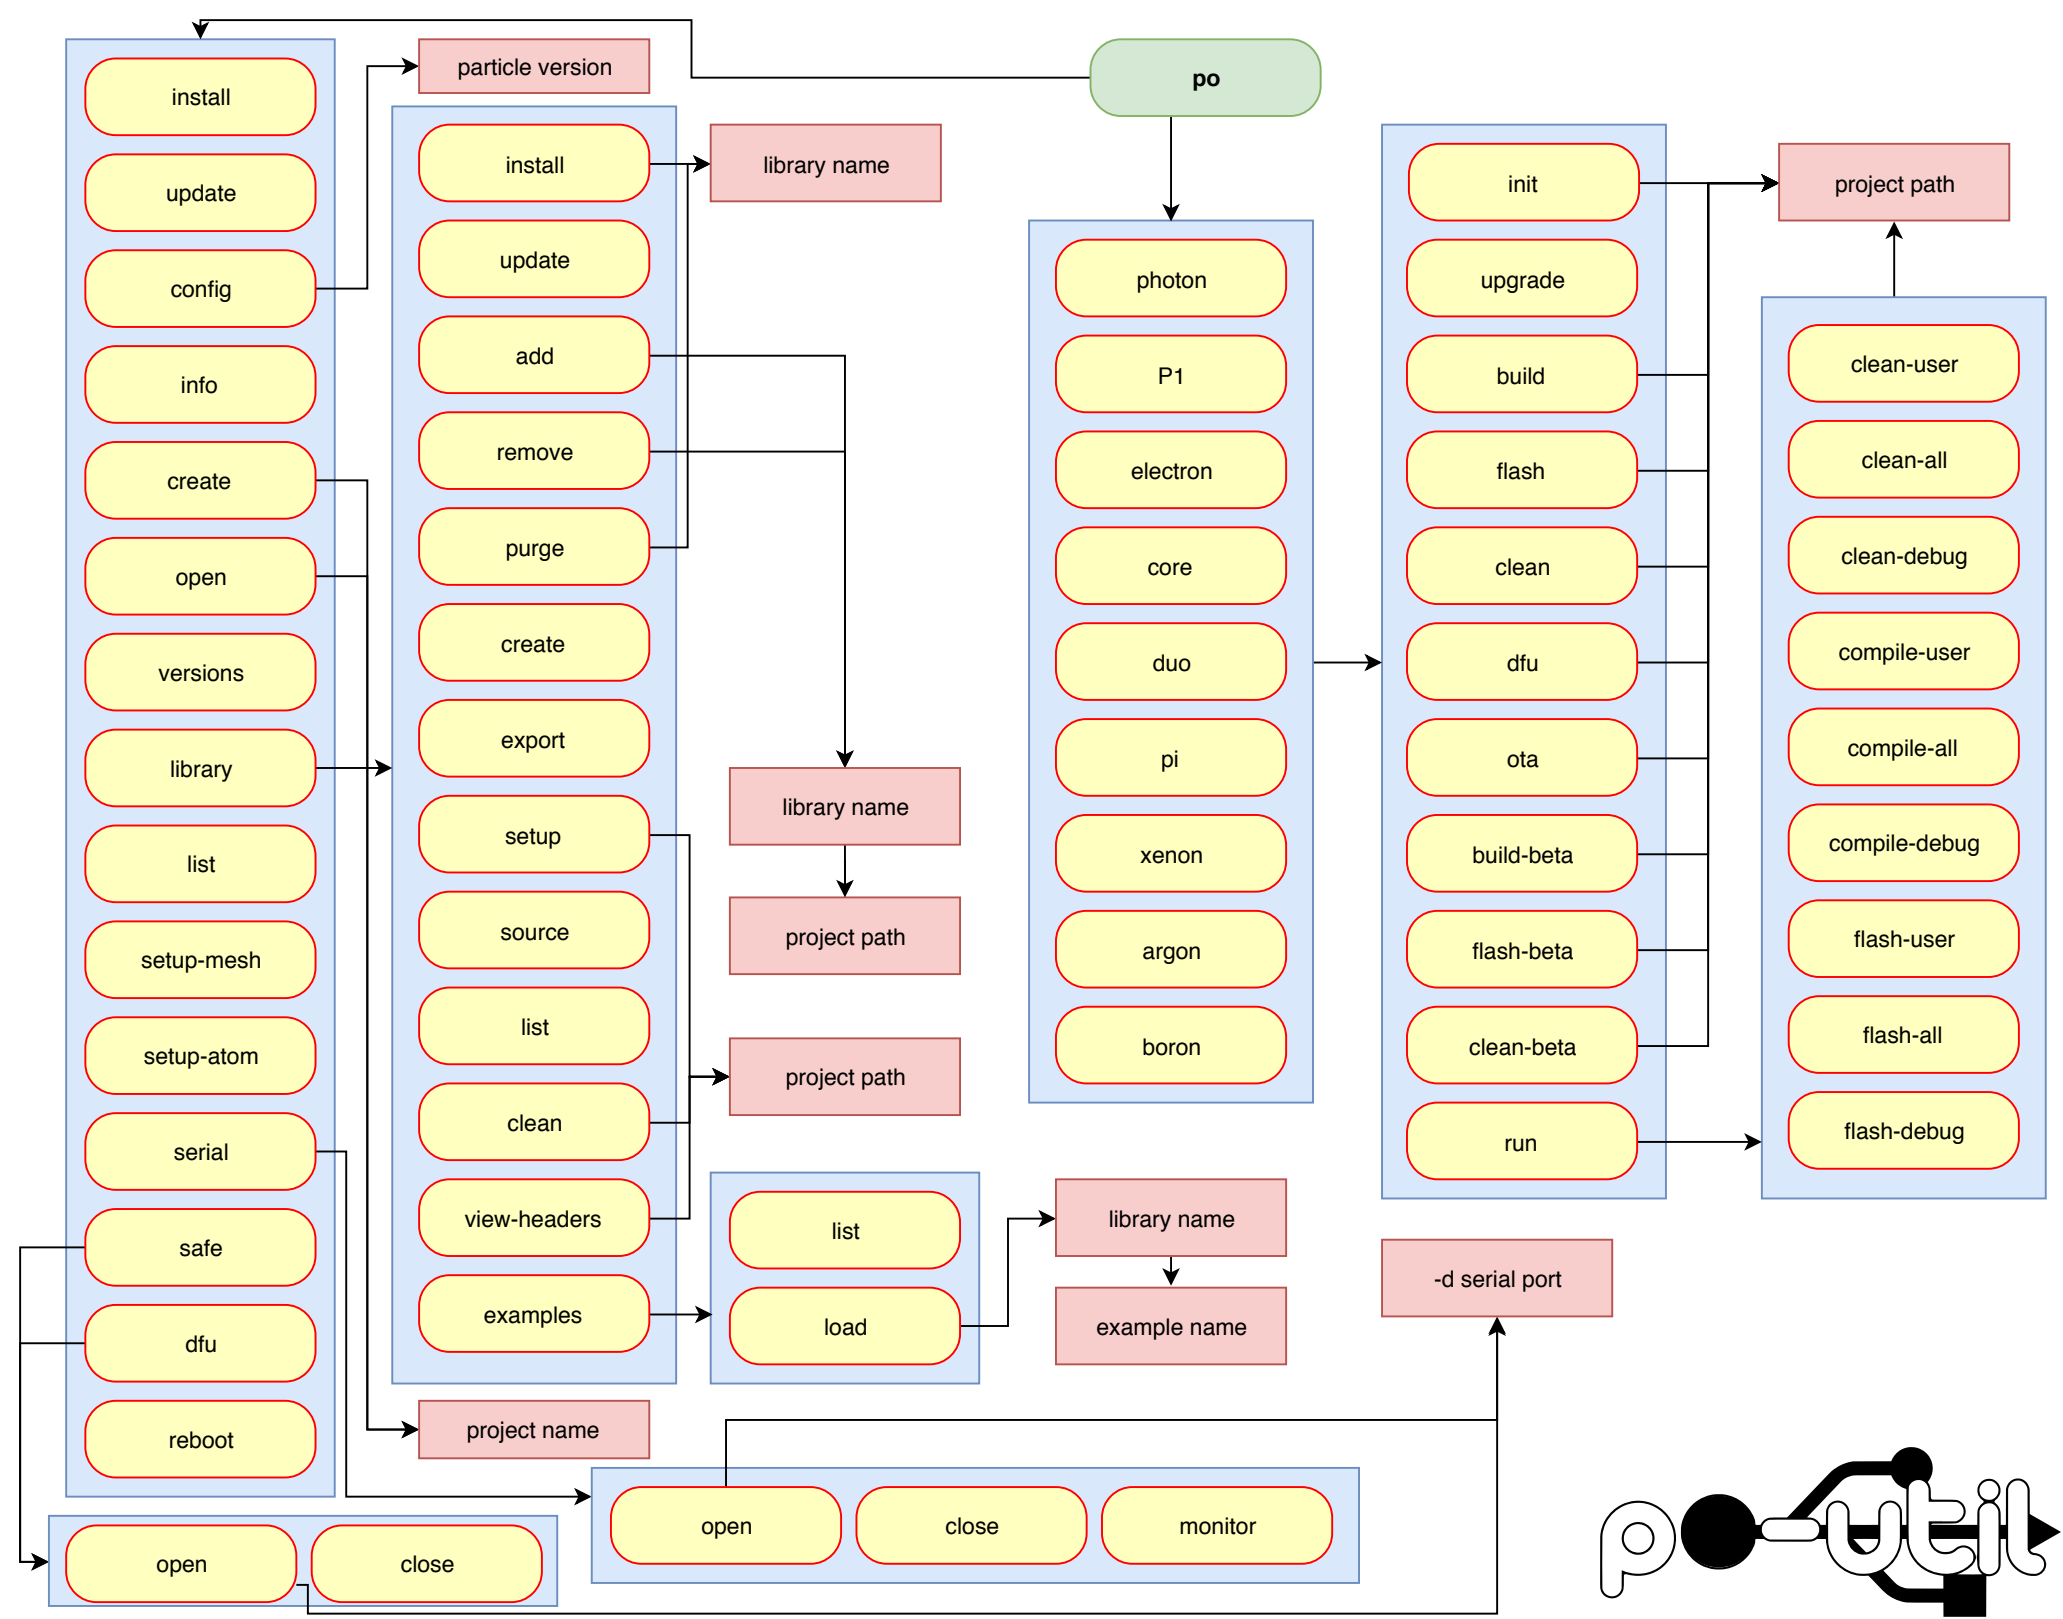 po
install
update
config
info
create
open
versions
library
list
setup-mesh
setup-atom
serial
safe
dfu
reboot
particle version
install
update
add
remove
purge
create
export
setup
source
list
clean
view-headers
examples
library name
library name
project path
project path
list
load
library name
example name
project name
open
close
open
close
monitor
-d serial port
photon
P1
electron
core
duo
pi
xenon
argon
boron
init
upgrade
build
flash
clean
dfu
ota
build-beta
flash-beta
clean-beta
run
project path
clean-user
clean-all
clean-debug
compile-user
compile-all
compile-debug
flash-user
flash-all
flash-debug
po-util